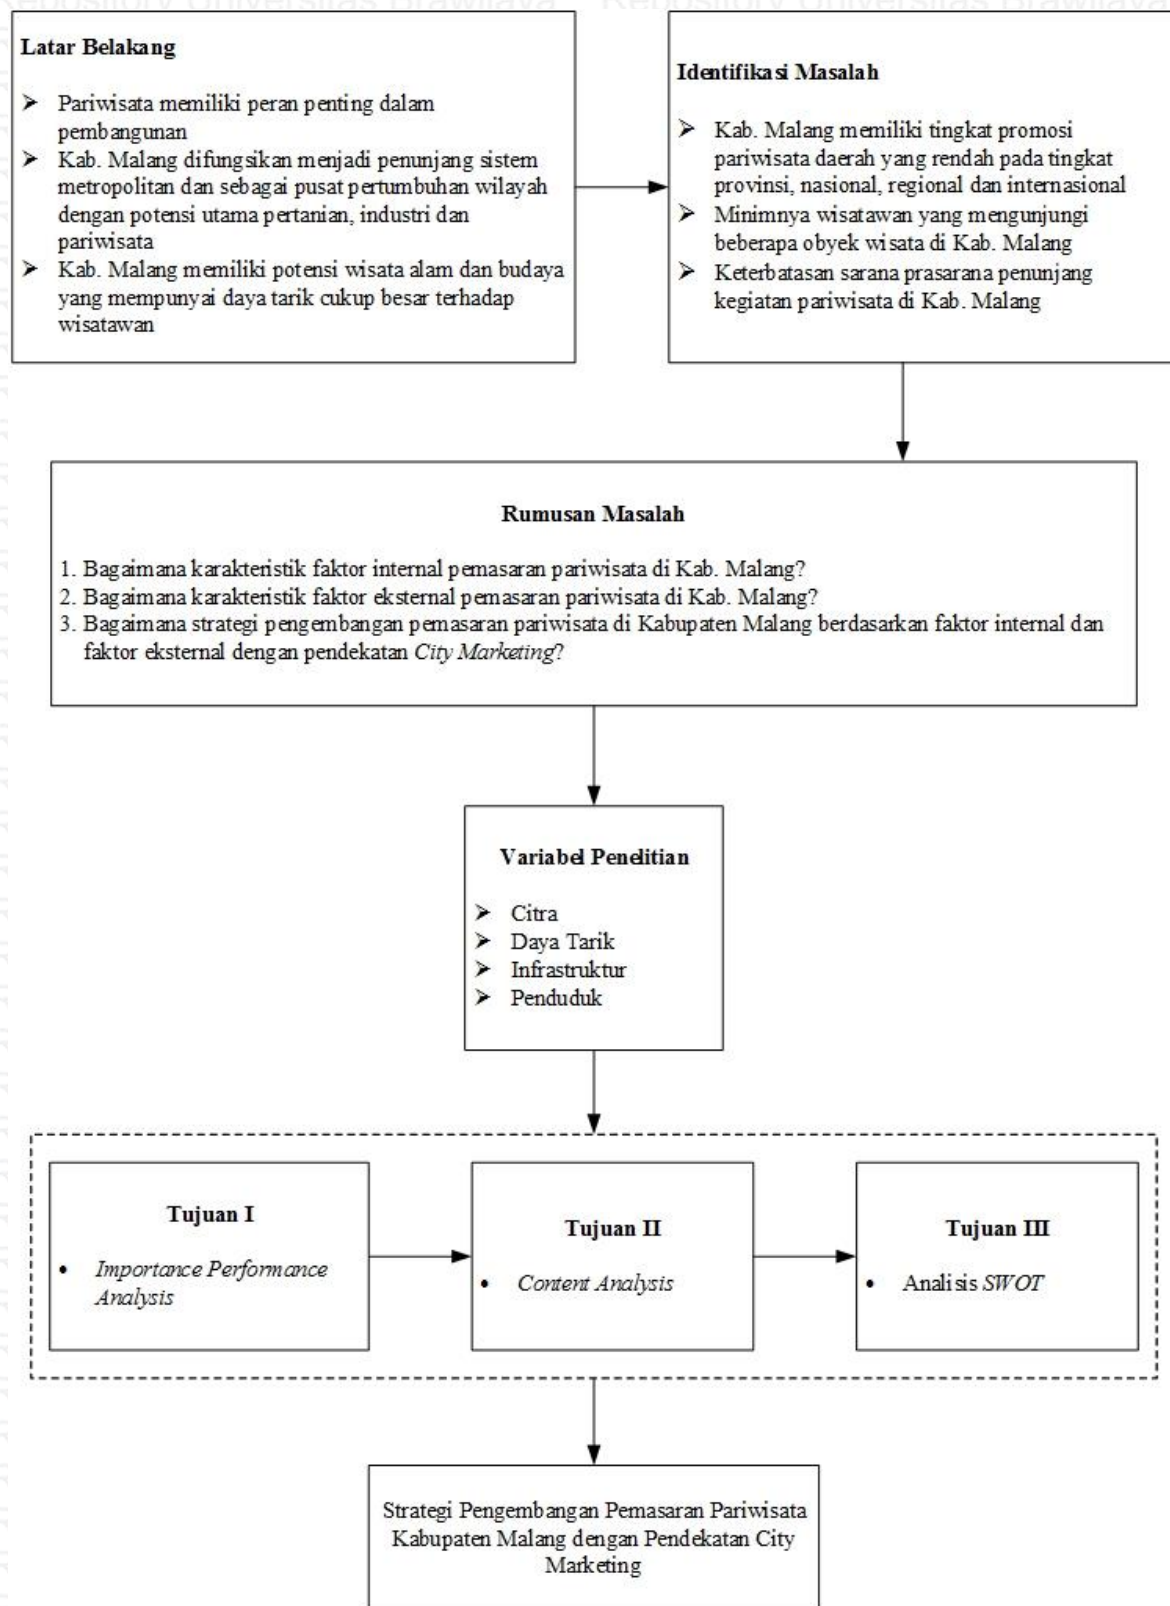 Repository Universitas Brawijaya Repository Universitas Brawijaya
Latar Belakang
➢ Pariwisata memiliki peran penting dalam
pembangunan
➢ Kab. Malang difungsikan menjadi penunjang sistem
metropolitan dan sebagai pusat pertumbuhan wilayah
dengan potensi utama pertanian, industri dan
pariwisata
➢ Kab. Malang memiliki potensi wisata alam dan budaya
yang mempunyai daya tarik cukup besar terhadap
wisatawan
Identifikasi Masalah
➢ Kab. Malang memiliki tingkat promosi
pariwisata daerah yang rendah pada tingkat
provinsi, nasional, regional dan internasional
➢ Minimnya wisatawan yang mengunjungi
beberapa obyek wisata di Kab. Malang
➢ Keterbatasan sarana prasarana penunjang
kegiatan pariwisata di Kab. Malang
Rumusan Masalah
1. Bagaimana karakteristik faktor internal pemasaran pariwisata di Kab. Malang?
2. Bagaimana karakteristik faktor eksternal pemasaran pariwisata di Kab. Malang?
3. Bagaimana strategi pengembangan pemasaran pariwisata di Kabupaten Malang berdasarkan faktor internal dan
faktor eksternal dengan pendekatan City Marketing?
Variabel Penelitian
➢ Citra
➢ Daya Tarik
➢ Infrastruktur
➢ Penduduk
Tujuan I
• Importance Performance
Analysis
Tujuan II
• Content Analysis
Tujuan III
• Analisis SWOT
Strategi Pengembangan Pemasaran Pariwisata
Kabupaten Malang dengan Pendekatan City
Marketing